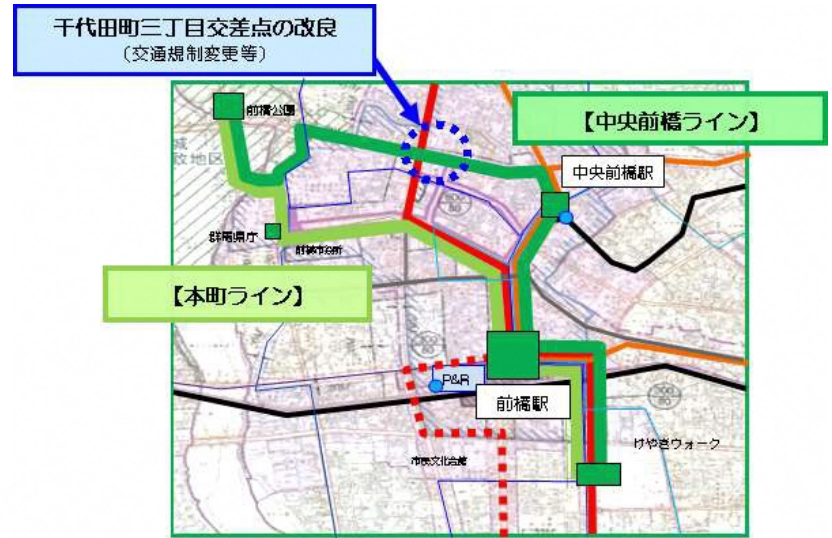 千代田町三丁目交差点の改良
（交通規制変更等）
前橋公園
【中央前橋ライン】
中央前橋駅
群馬県庁
前橋市役所
【本町ライン】
P&R
前橋駅
けやきウォーク
市民文化会館